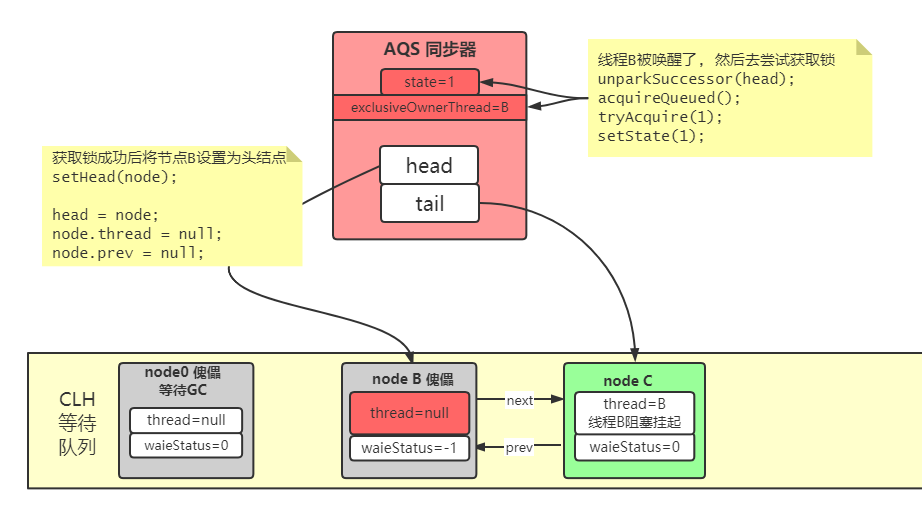 AQS 同步器
state=1
exclusiveOwnerThread=B
head
tail
线程B被唤醒了, 然后去尝试获取锁
unparkSuccessor(head);
acquireQueued();
tryAcquire(1);
setState(1);
获取锁成功后将节点B设置为头结点
setHead(node);
head = node;
node.thread = null;
node.prev = null;
CLH
等待
队列
node0 傀儡
等待GC
thread=null
waieStatus=0
node B 傀儡
thread=null
waieStatus=-1
next
prev
node C
thread=B
线程B阻塞挂起
waieStatus=0